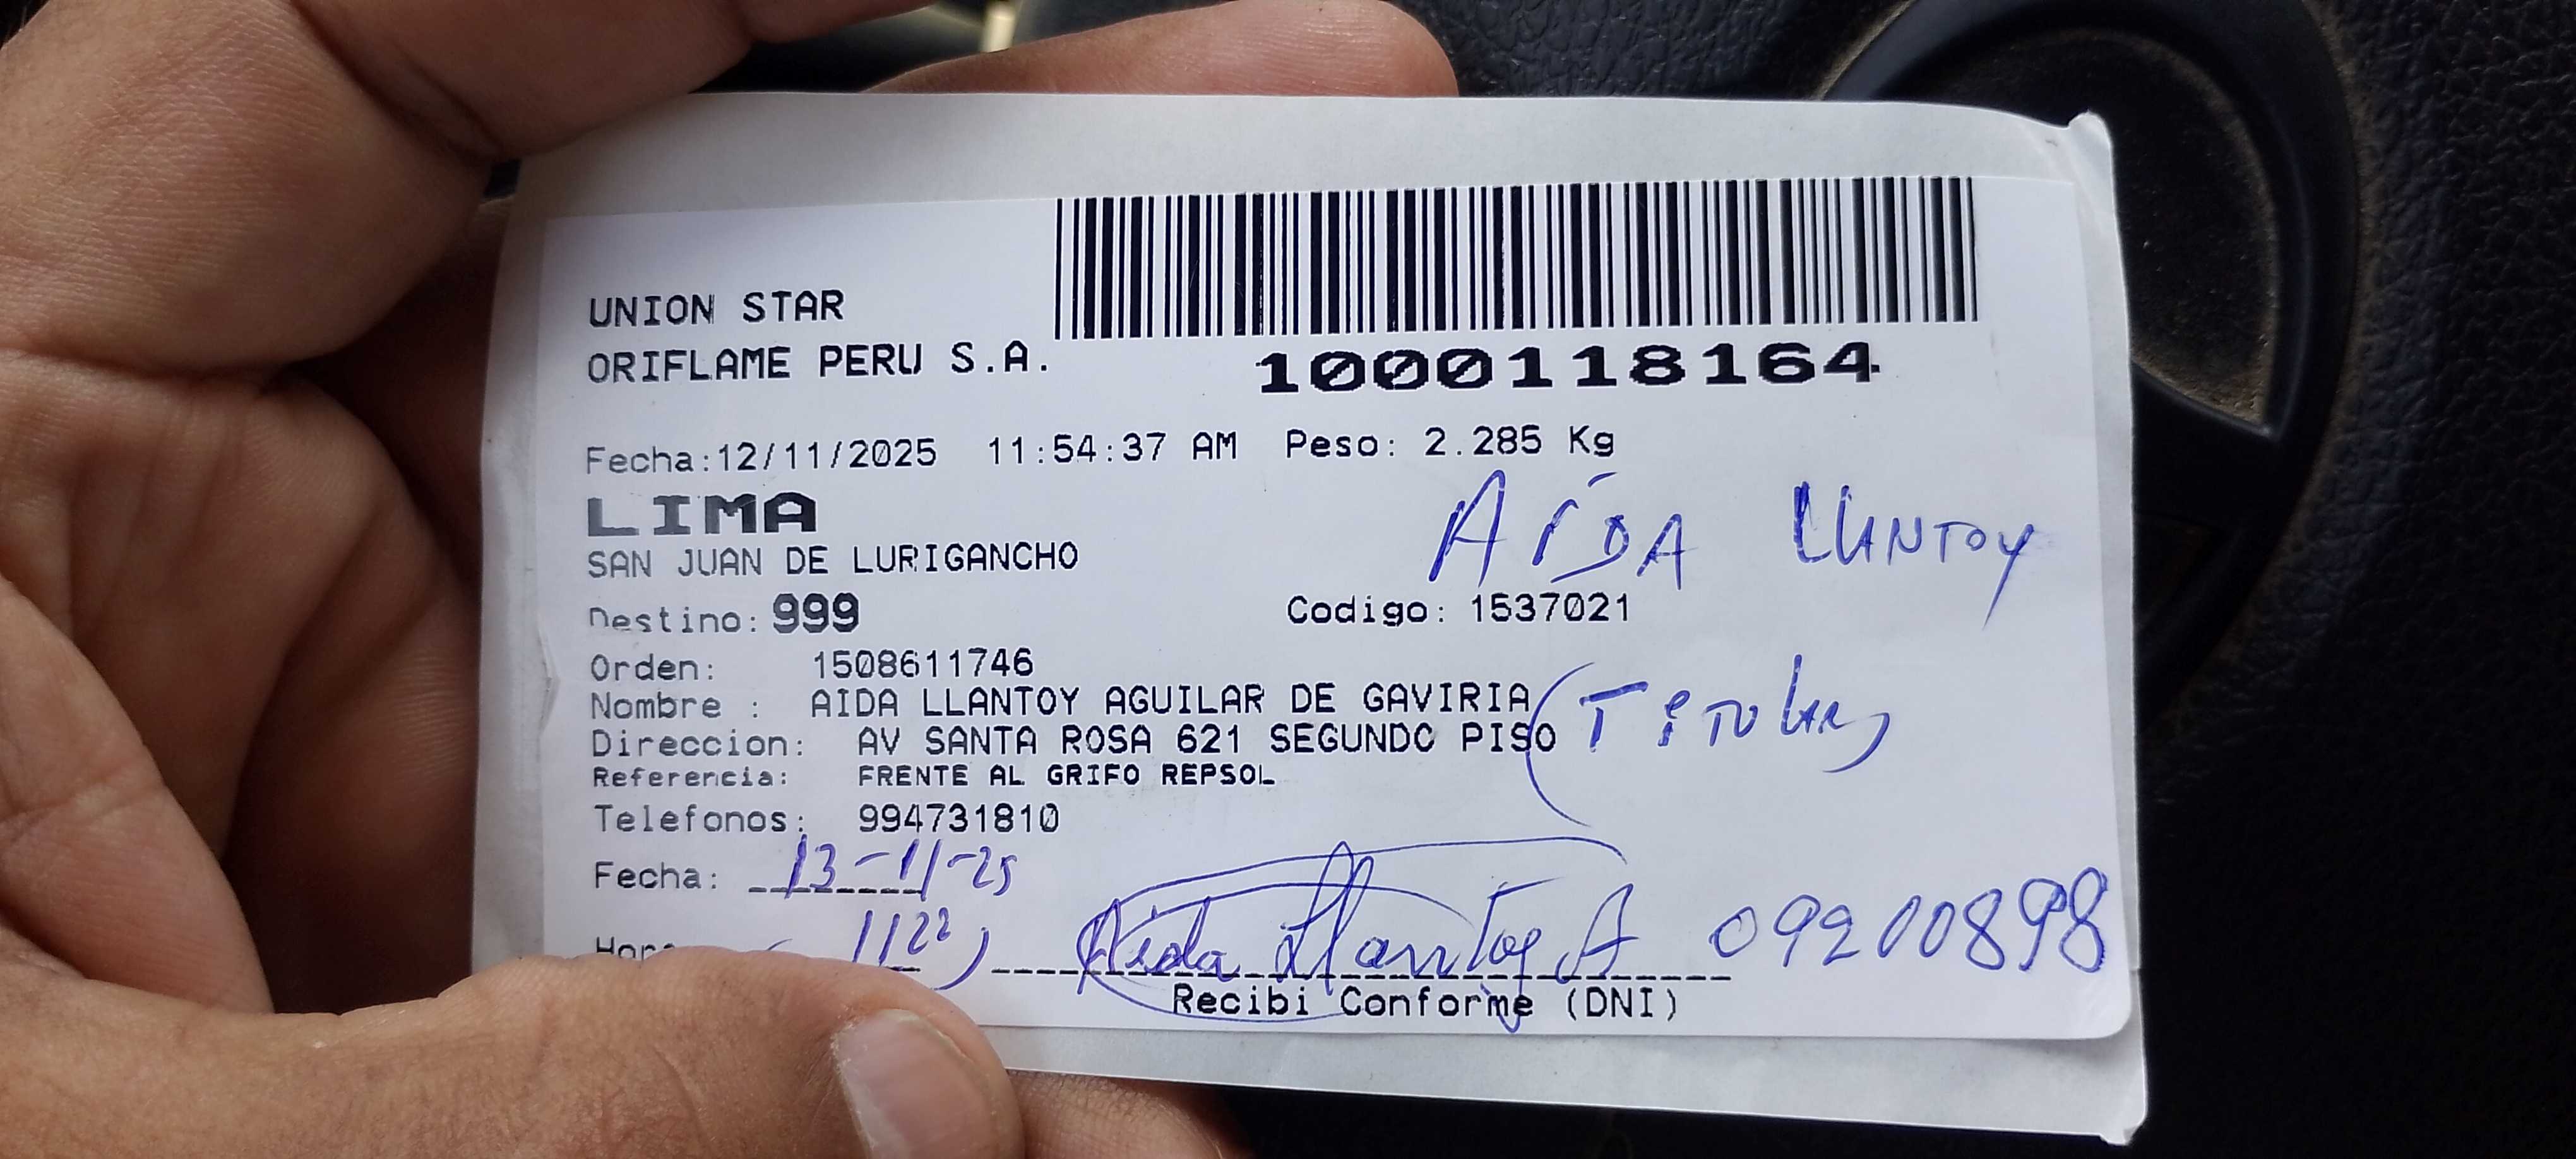 UNION STAR
ORIFLAME PERU S.A.
1000118164
Fecha:12/11/2025 11:54:37 AM Peso: 2.285 Kg
LIMA
AÍDA LLANTOY
SAN JUAN DE LURIGANCHO
Destino: 999 Codigo: 1537021
Orden: 1508611746
Nombre : AIDA LLANTOY AGUILAR DE GAVIRIA
(TITULAR)
Direccion: AV SANTA ROSA 621 SEGUNDO PISO
Referencia: FRENTE AL GRIFO REPSOL
Telefonos: 994731810
Fecha: 13-11-25
1122 Aida Llantoy A 09200898
Recibi Conforme (DNI)